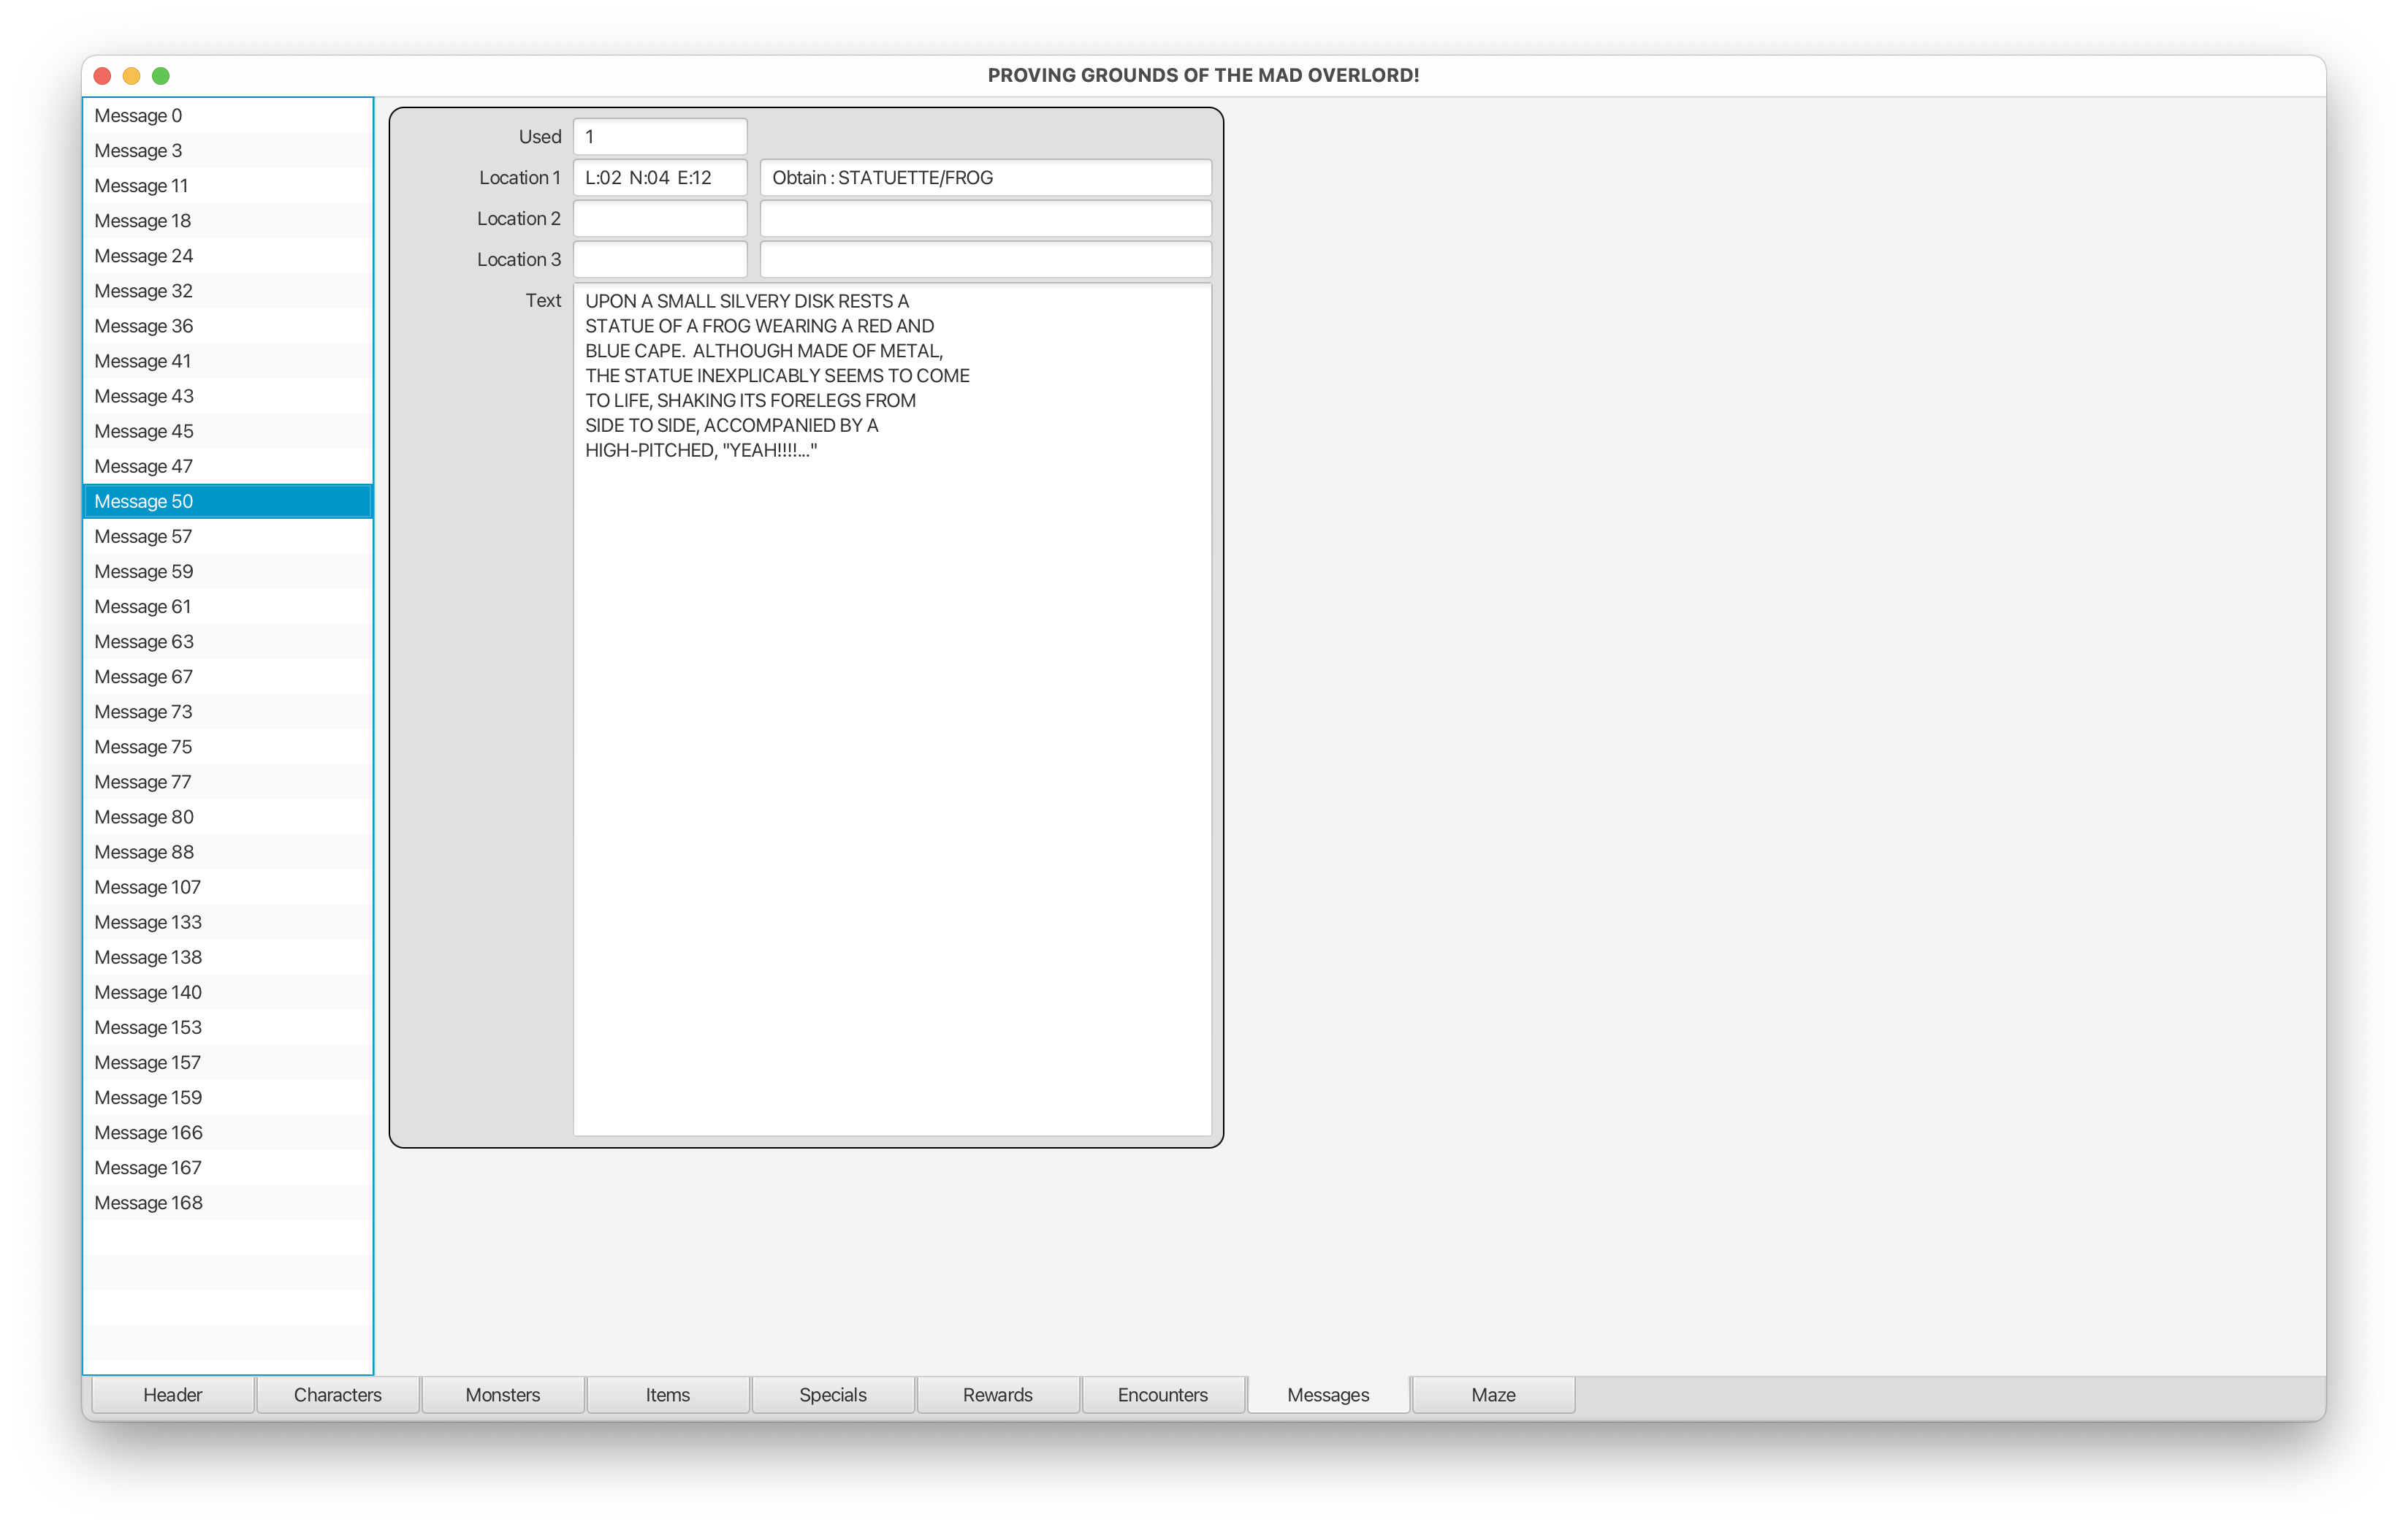 PROVING GROUNDS OF THE MAD OVERLORD!
Message 0
Message 3
Message 11
Message 18
Message 24
Message 32
Message 36
Message 41
Message 43
Message 45
Message 47
Message 50
Message 57
Message 59
Message 61
Message 63
Message 67
Message 73
Message 75
Message 77
Message 80
Message 88
Message 107
Message 133
Message 138
Message 140
Message 153
Message 157
Message 159
Message 166
Message 167
Message 168
Used 1
Location 1 L:02 N:04 E:12 Obtain : STATUETTE/FROG
Location 2
Location 3
Text
UPON A SMALL SILVERY DISK RESTS A
STATUE OF A FROG WEARING A RED AND
BLUE CAPE.  ALTHOUGH MADE OF METAL,
THE STATUE INEXPLICABLY SEEMS TO COME
TO LIFE, SHAKING ITS FORELEGS FROM
SIDE TO SIDE, ACCOMPANIED BY A
HIGH-PITCHED, "YEAH!!!!..."
Header Characters Monsters Items Specials Rewards Encounters Messages Maze